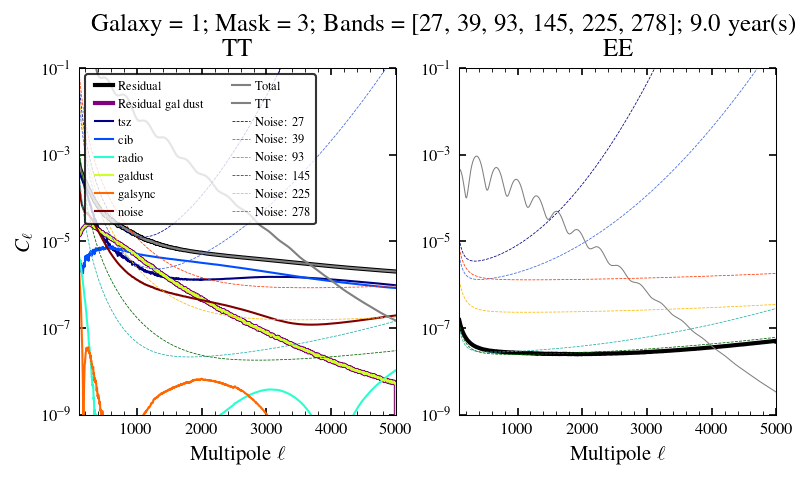 Galaxy = 1; Mask = 3; Bands = [27, 39, 93, 145, 225, 278]; 9.0 year(s)
TT
EE
10⁻¹
10⁻³
10⁻⁵
10⁻⁷
10⁻⁹
C_ℓ
Residual
Residual gal dust
tsz
cib
radio
galdust
galsync
noise
Total
TT
Noise: 27
Noise: 39
Noise: 93
Noise: 145
Noise: 225
Noise: 278
1000 2000 3000 4000 5000
Multipole ℓ
10⁻¹
10⁻³
10⁻⁵
10⁻⁷
10⁻⁹
1000 2000 3000 4000 5000
Multipole ℓ